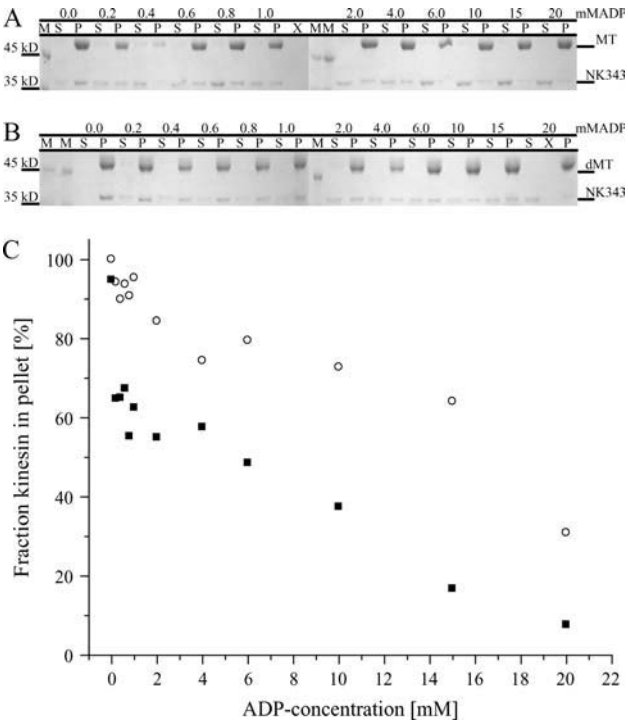 A 0.0 0.2 0.4 0.6 0.8 1.0 2.0 4.0 6.0 10 15 20 mMADP
M S P S P S P S P S P S P X M M S P S P S P S P S P S P
45 kD MT
35 kD NK343
B 0.0 0.2 0.4 0.6 0.8 1.0 2.0 4.0 6.0 10 15 20 mMADP
M M S P S P S P S P S P S P M S P S P S P S P S P S X P
45 kD dMT
35 kD NK343
C
100
80
60
40
20
0
Fraction kinesin in pellet [%]
0 2 4 6 8 10 12 14 16 18 20 22
ADP-concentration [mM]